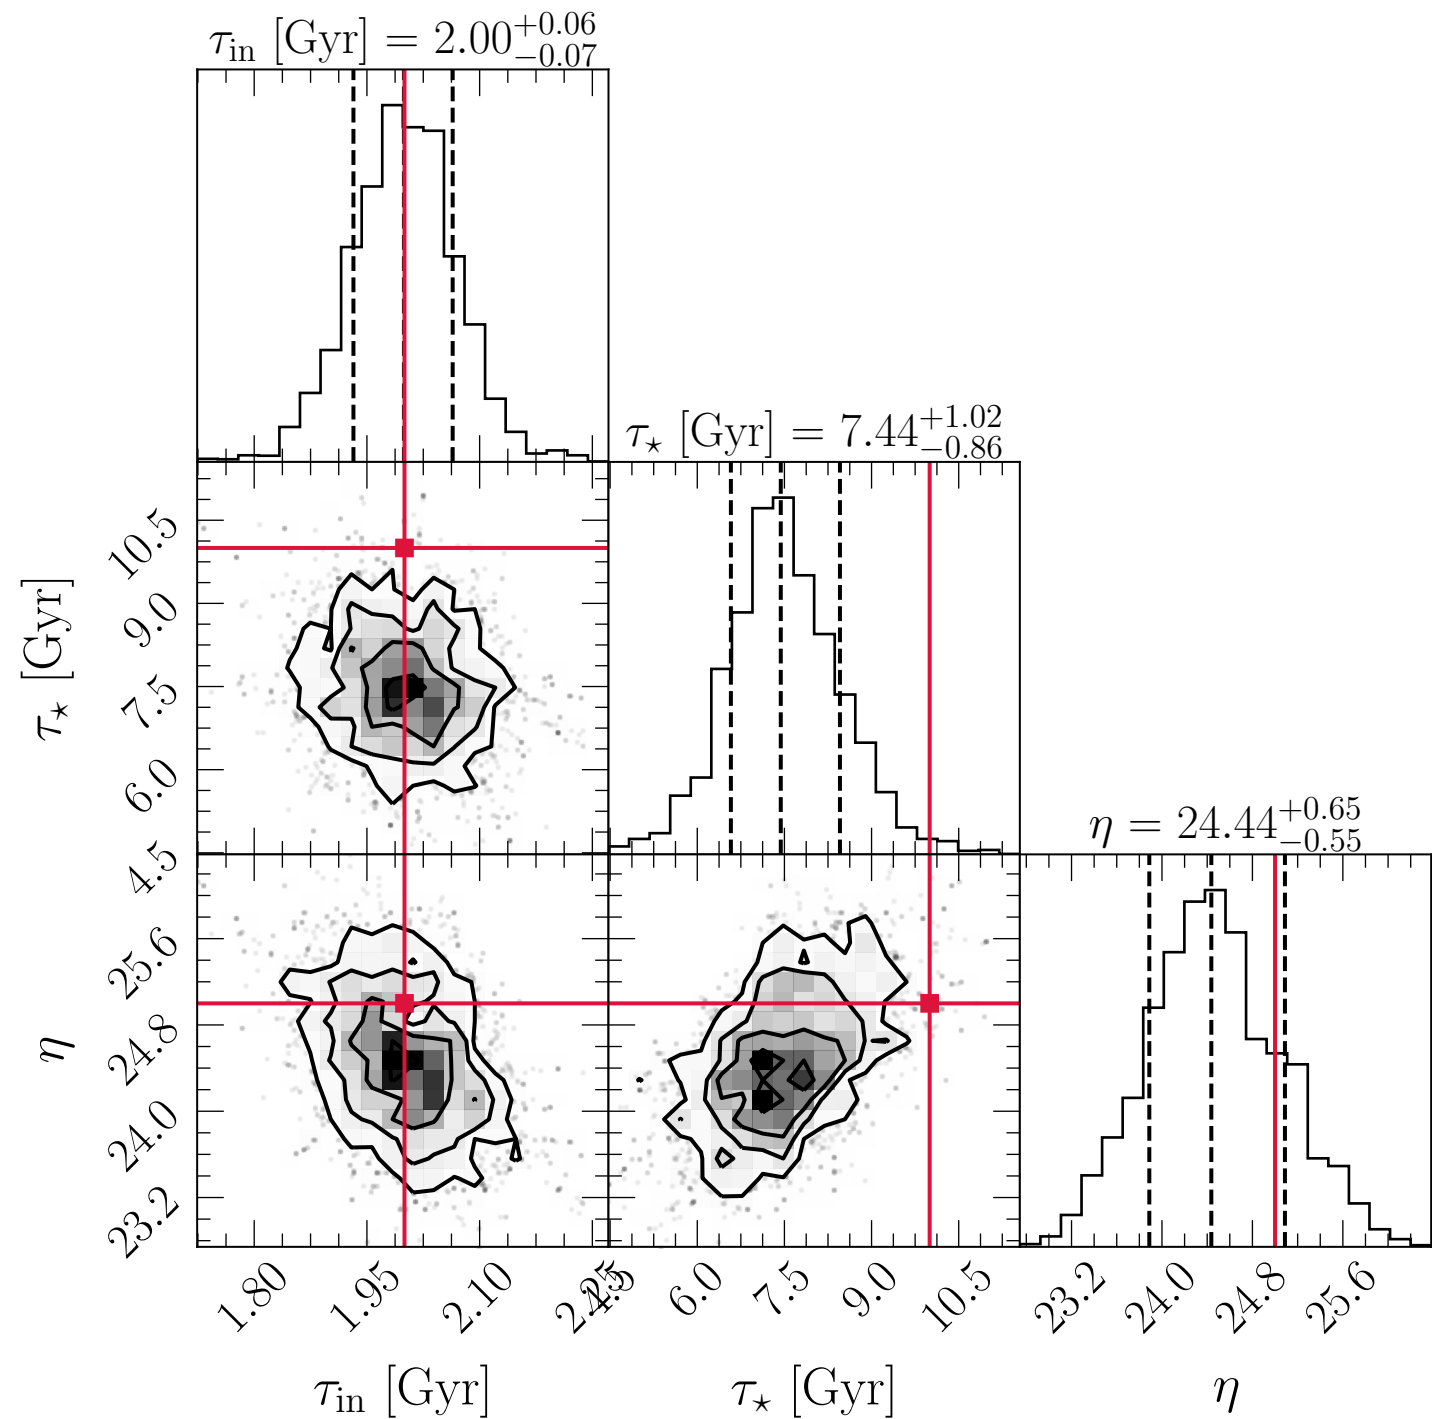 τ_in [Gyr] = 2.00^{+0.06}_{−0.07}
τ_⋆ [Gyr] = 7.44^{+1.02}_{−0.86}
η = 24.44^{+0.65}_{−0.55}
τ_⋆ [Gyr]
10.5
9.0
7.5
6.0
4.5
η
25.6
24.8
24.0
23.2
1.80
1.95
2.10
2.25
4.5
6.0
7.5
9.0
10.5
23.2
24.0
24.8
25.6
τ_in [Gyr]
τ_⋆ [Gyr]
η